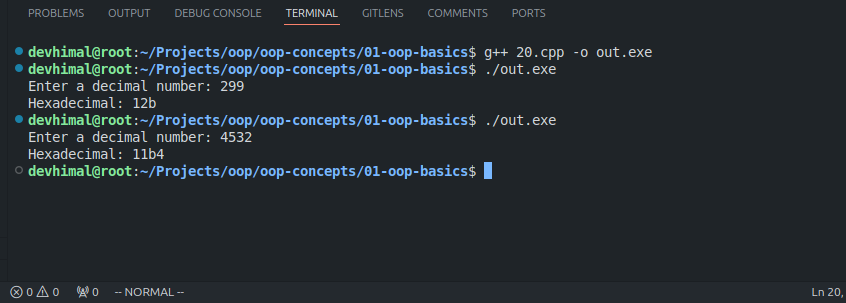 PROBLEMS OUTPUT DEBUG CONSOLE TERMINAL GITLENS COMMENTS PORTS
devhimal@root:~/Projects/oop/oop-concepts/01-oop-basics$ g++ 20.cpp -o out.exe
devhimal@root:~/Projects/oop/oop-concepts/01-oop-basics$ ./out.exe
Enter a decimal number: 299
Hexadecimal: 12b
devhimal@root:~/Projects/oop/oop-concepts/01-oop-basics$ ./out.exe
Enter a decimal number: 4532
Hexadecimal: 11b4
devhimal@root:~/Projects/oop/oop-concepts/01-oop-basics$
0 0 0 -- NORMAL -- Ln 20,